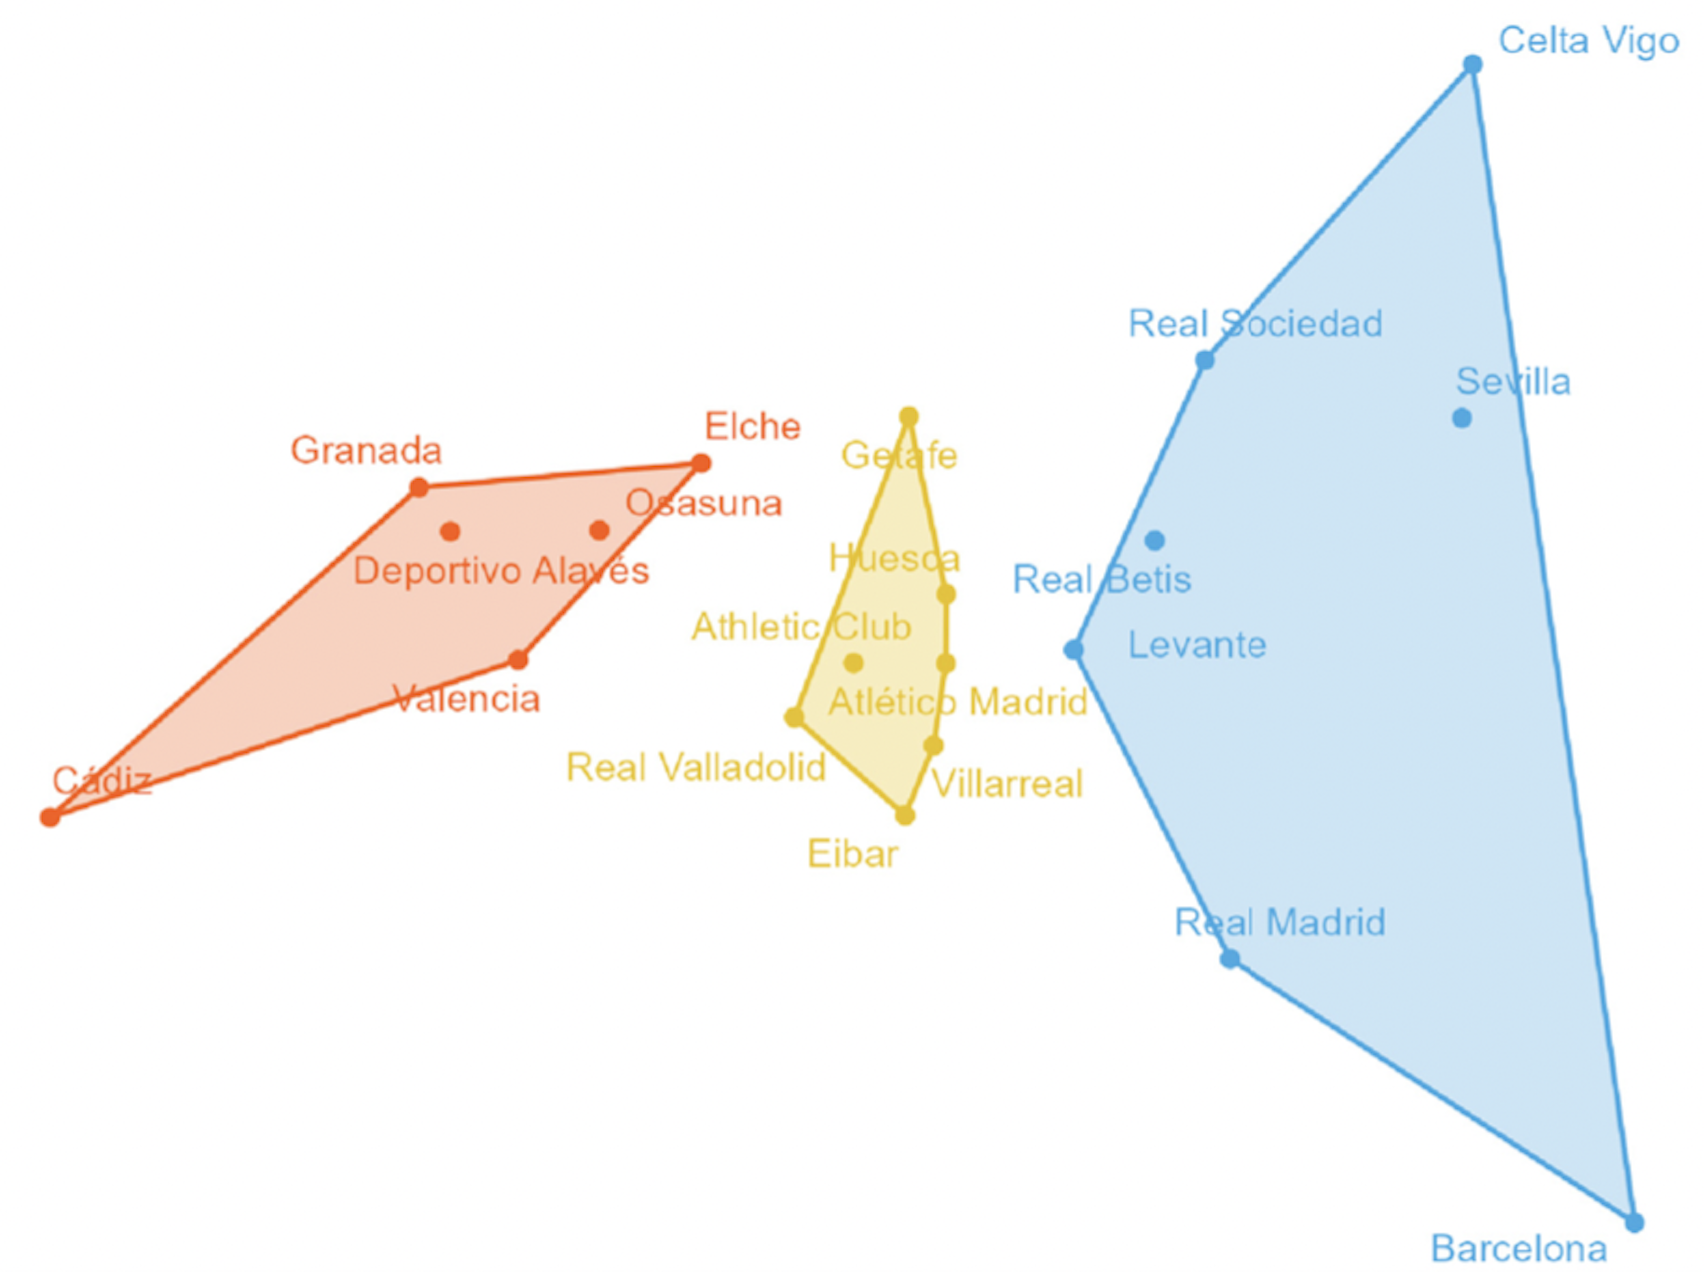 Celta Vigo
Real Sociedad
Sevilla
Elche
Granada
Getafe
Osasuna
Huesca
Deportivo Alavés
Real Betis
Athletic Club
Levante
Valencia
Atlético Madrid
Real Valladolid
Cádiz
Villarreal
Eibar
Real Madrid
Barcelona